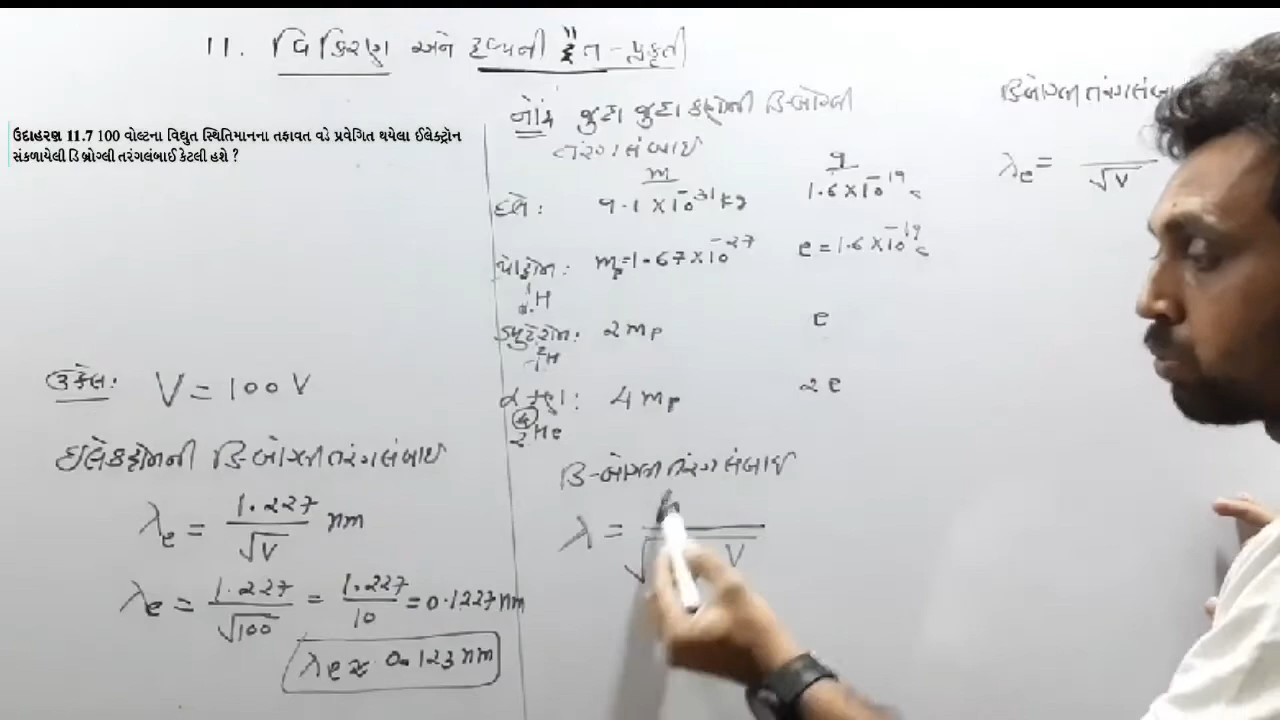 11. વિકિરણ અને દ્રવ્યની દ્વૈત-પ્રકૃતી
ઉદાહરણ 11.7 100 વોલ્ટના વિદ્યુત સ્થિતિમાનના તફાવત વડે પ્રવેગિત થયેલા ઈલેક્ટ્રોન
સંકળાયેલી ડિ બ્રોગ્લી તરંગલંબાઈ કેટલી હશે ?
ઉકેલ: V = 100 V
ઇલેક્ટ્રોનની ડિ-બ્રોગ્લી તરંગલંબાઈ
λe = 1.227 / √V nm
λe = 1.227 / √100 = 1.227 / 10 = 0.1227 nm
λe ≈ 0.123 nm
નોંધ જુદા જુદા કણોની ડિ-બ્રોગ્લી
તરંગલંબાઈ
m q
ઇલે: 9.1 × 10⁻³¹ kg 1.6 × 10⁻¹⁹ C
પ્રોટોન: mp = 1.67 × 10⁻²⁷ e = 1.6 × 10⁻¹⁹ C
¹₁H
ડ્યુટેરોન: 2mp e
²₁H
α કણ: 4mp 2e
⁴₂He
ડિ-બ્રોગ્લી તરંગલંબાઈ
λ = √ V
ડિબ્રોગ્લી તરંગલંબા
λe = √V